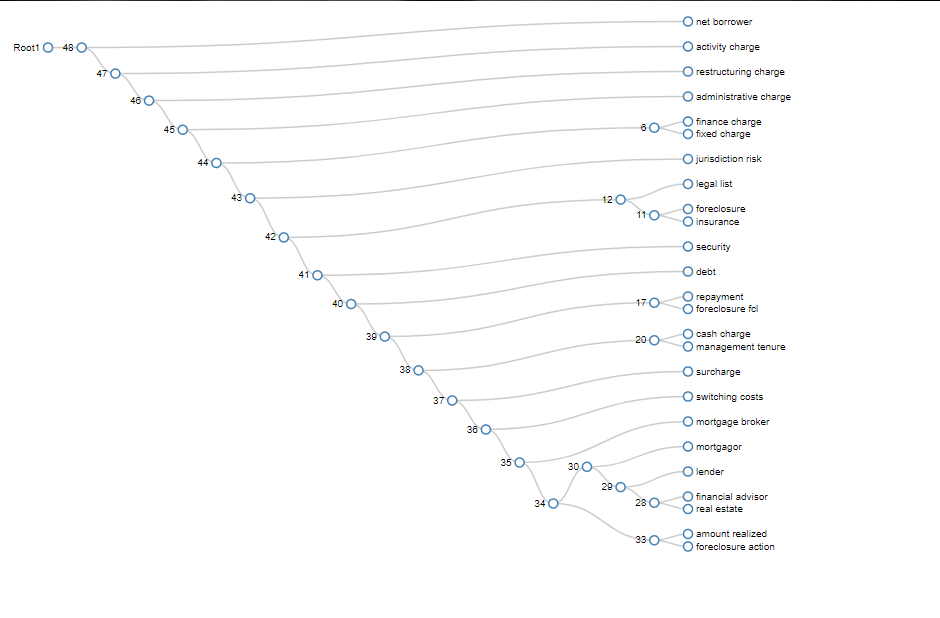 net borrower
Root1 48
activity charge
47
restructuring charge
46
administrative charge
45
6
finance charge
fixed charge
44
jurisdiction risk
43
legal list
12
foreclosure
11
insurance
42
security
41
debt
40
repayment
17
foreclosure fcl
39
cash charge
20
management tenure
38
surcharge
37
switching costs
36
mortgage broker
35
mortgagor
30
lender
29
financial advisor
28
real estate
34
amount realized
33
foreclosure action